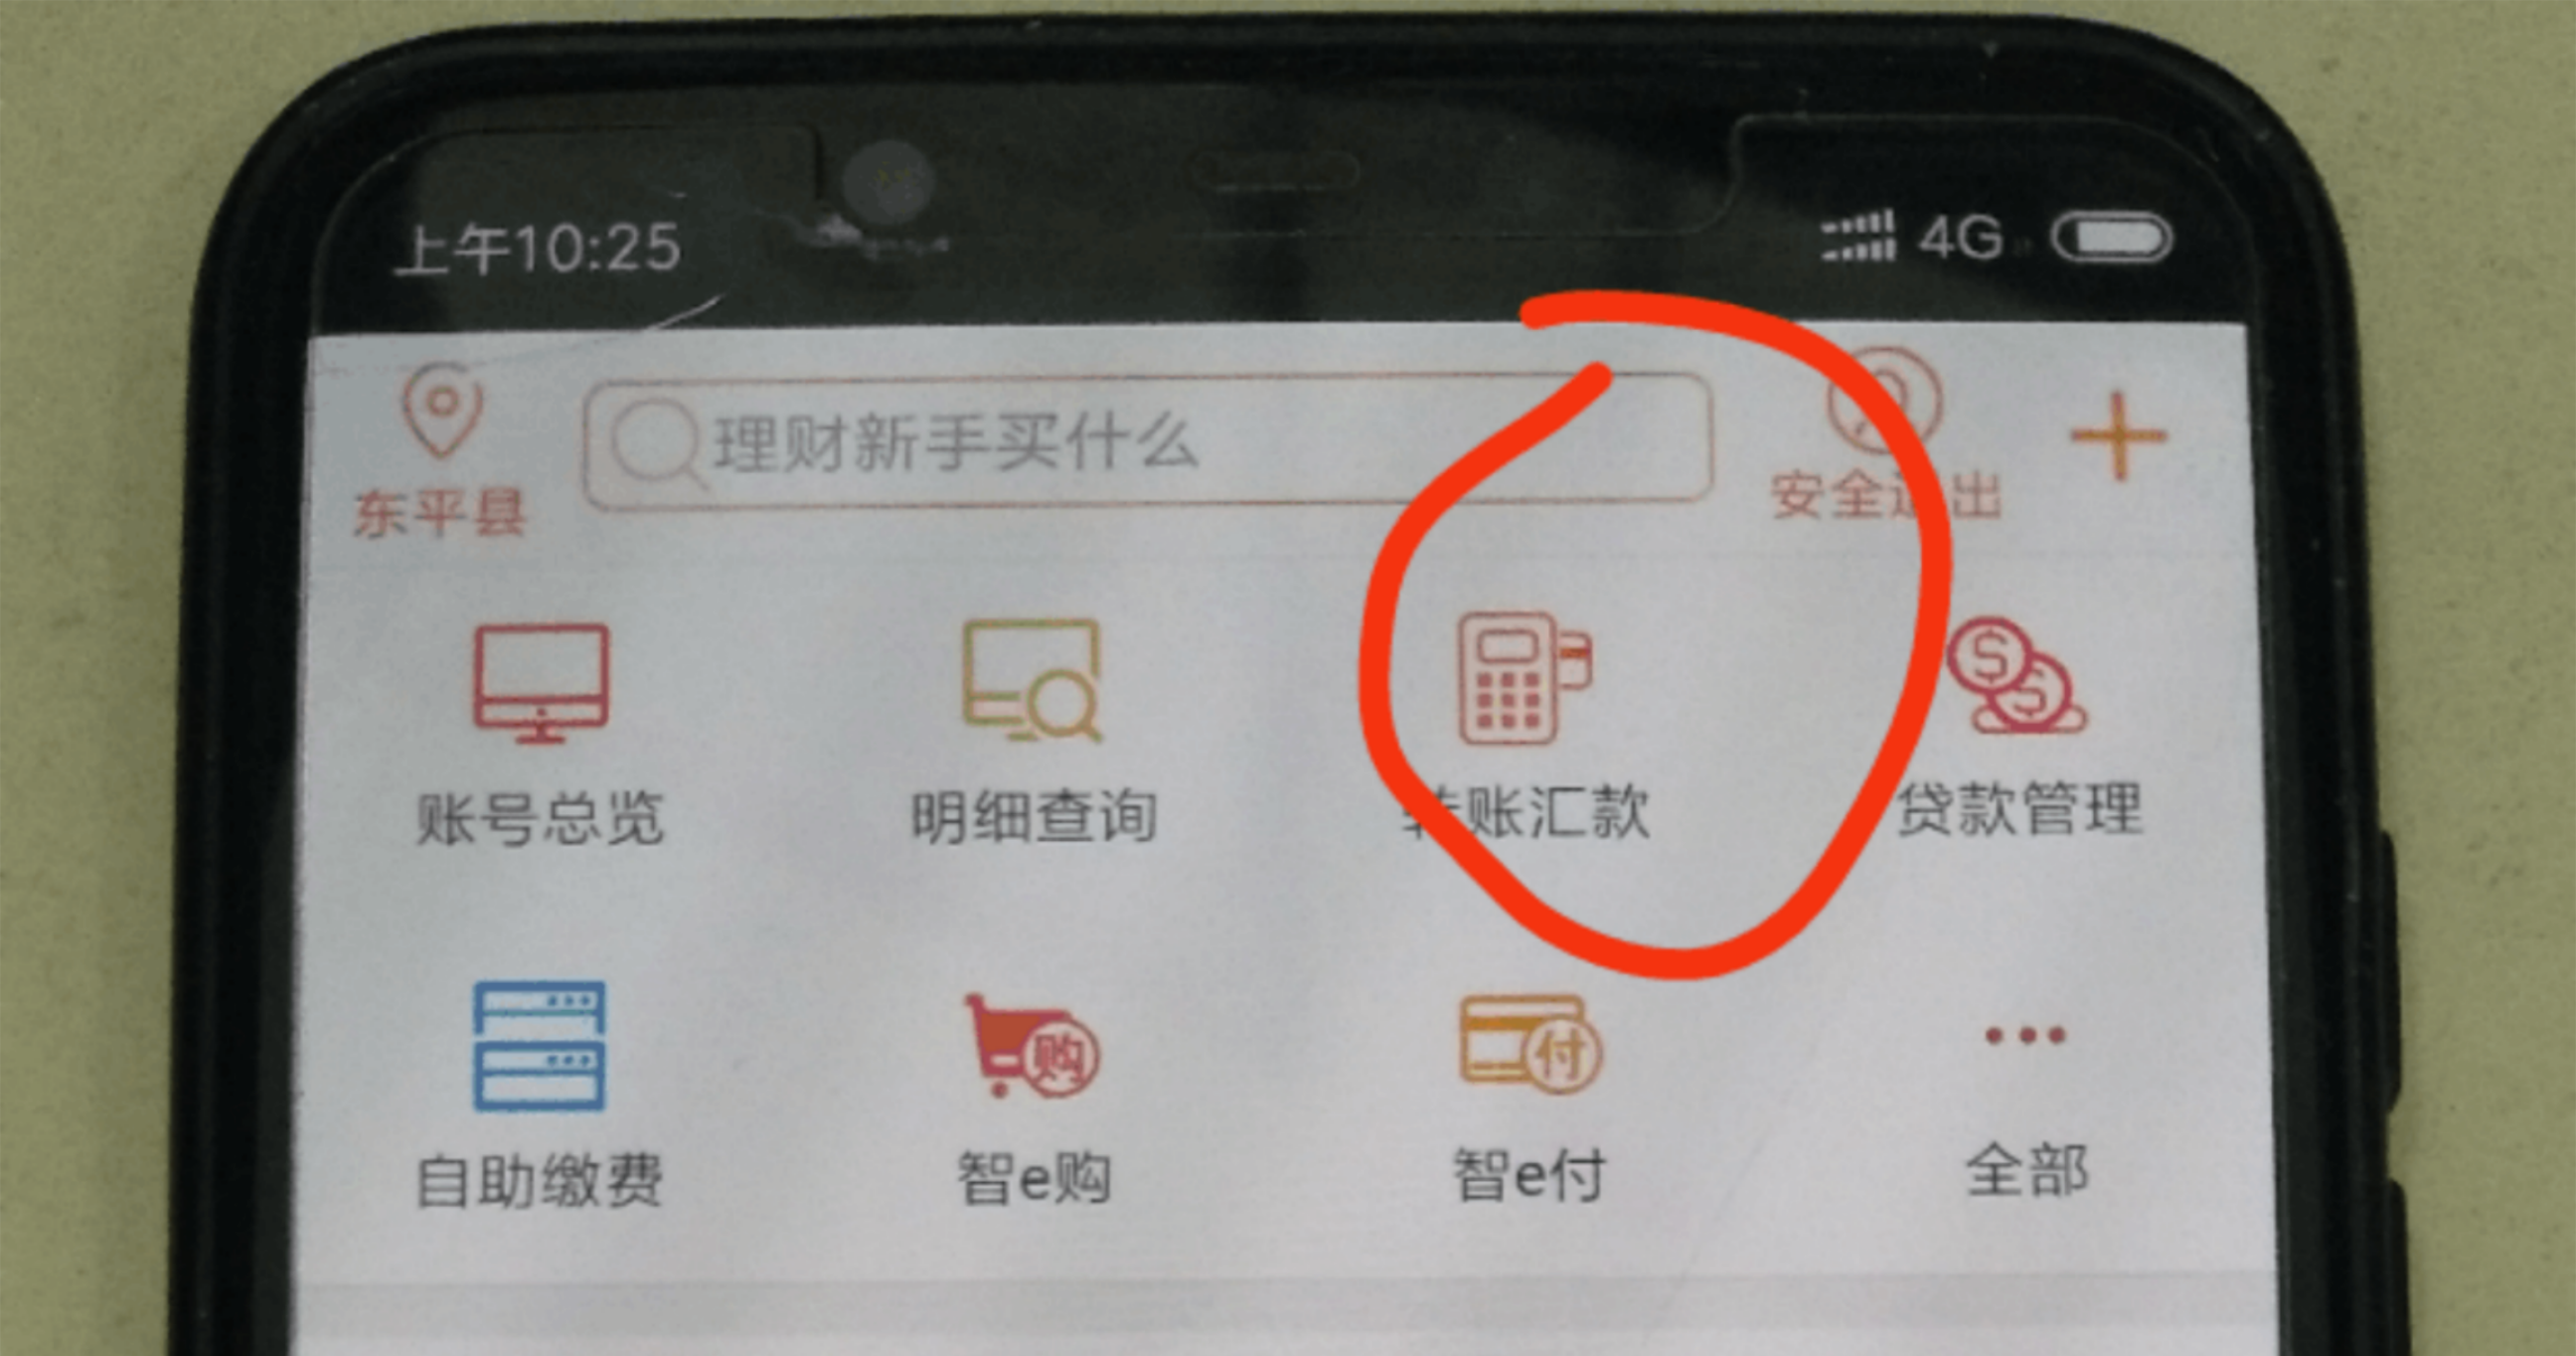 上午10:25 4G
理财新手买什么
东平县 安全退出
账号总览 明细查询 转账汇款 贷款管理
购 付
自助缴费 智e购 智e付 全部